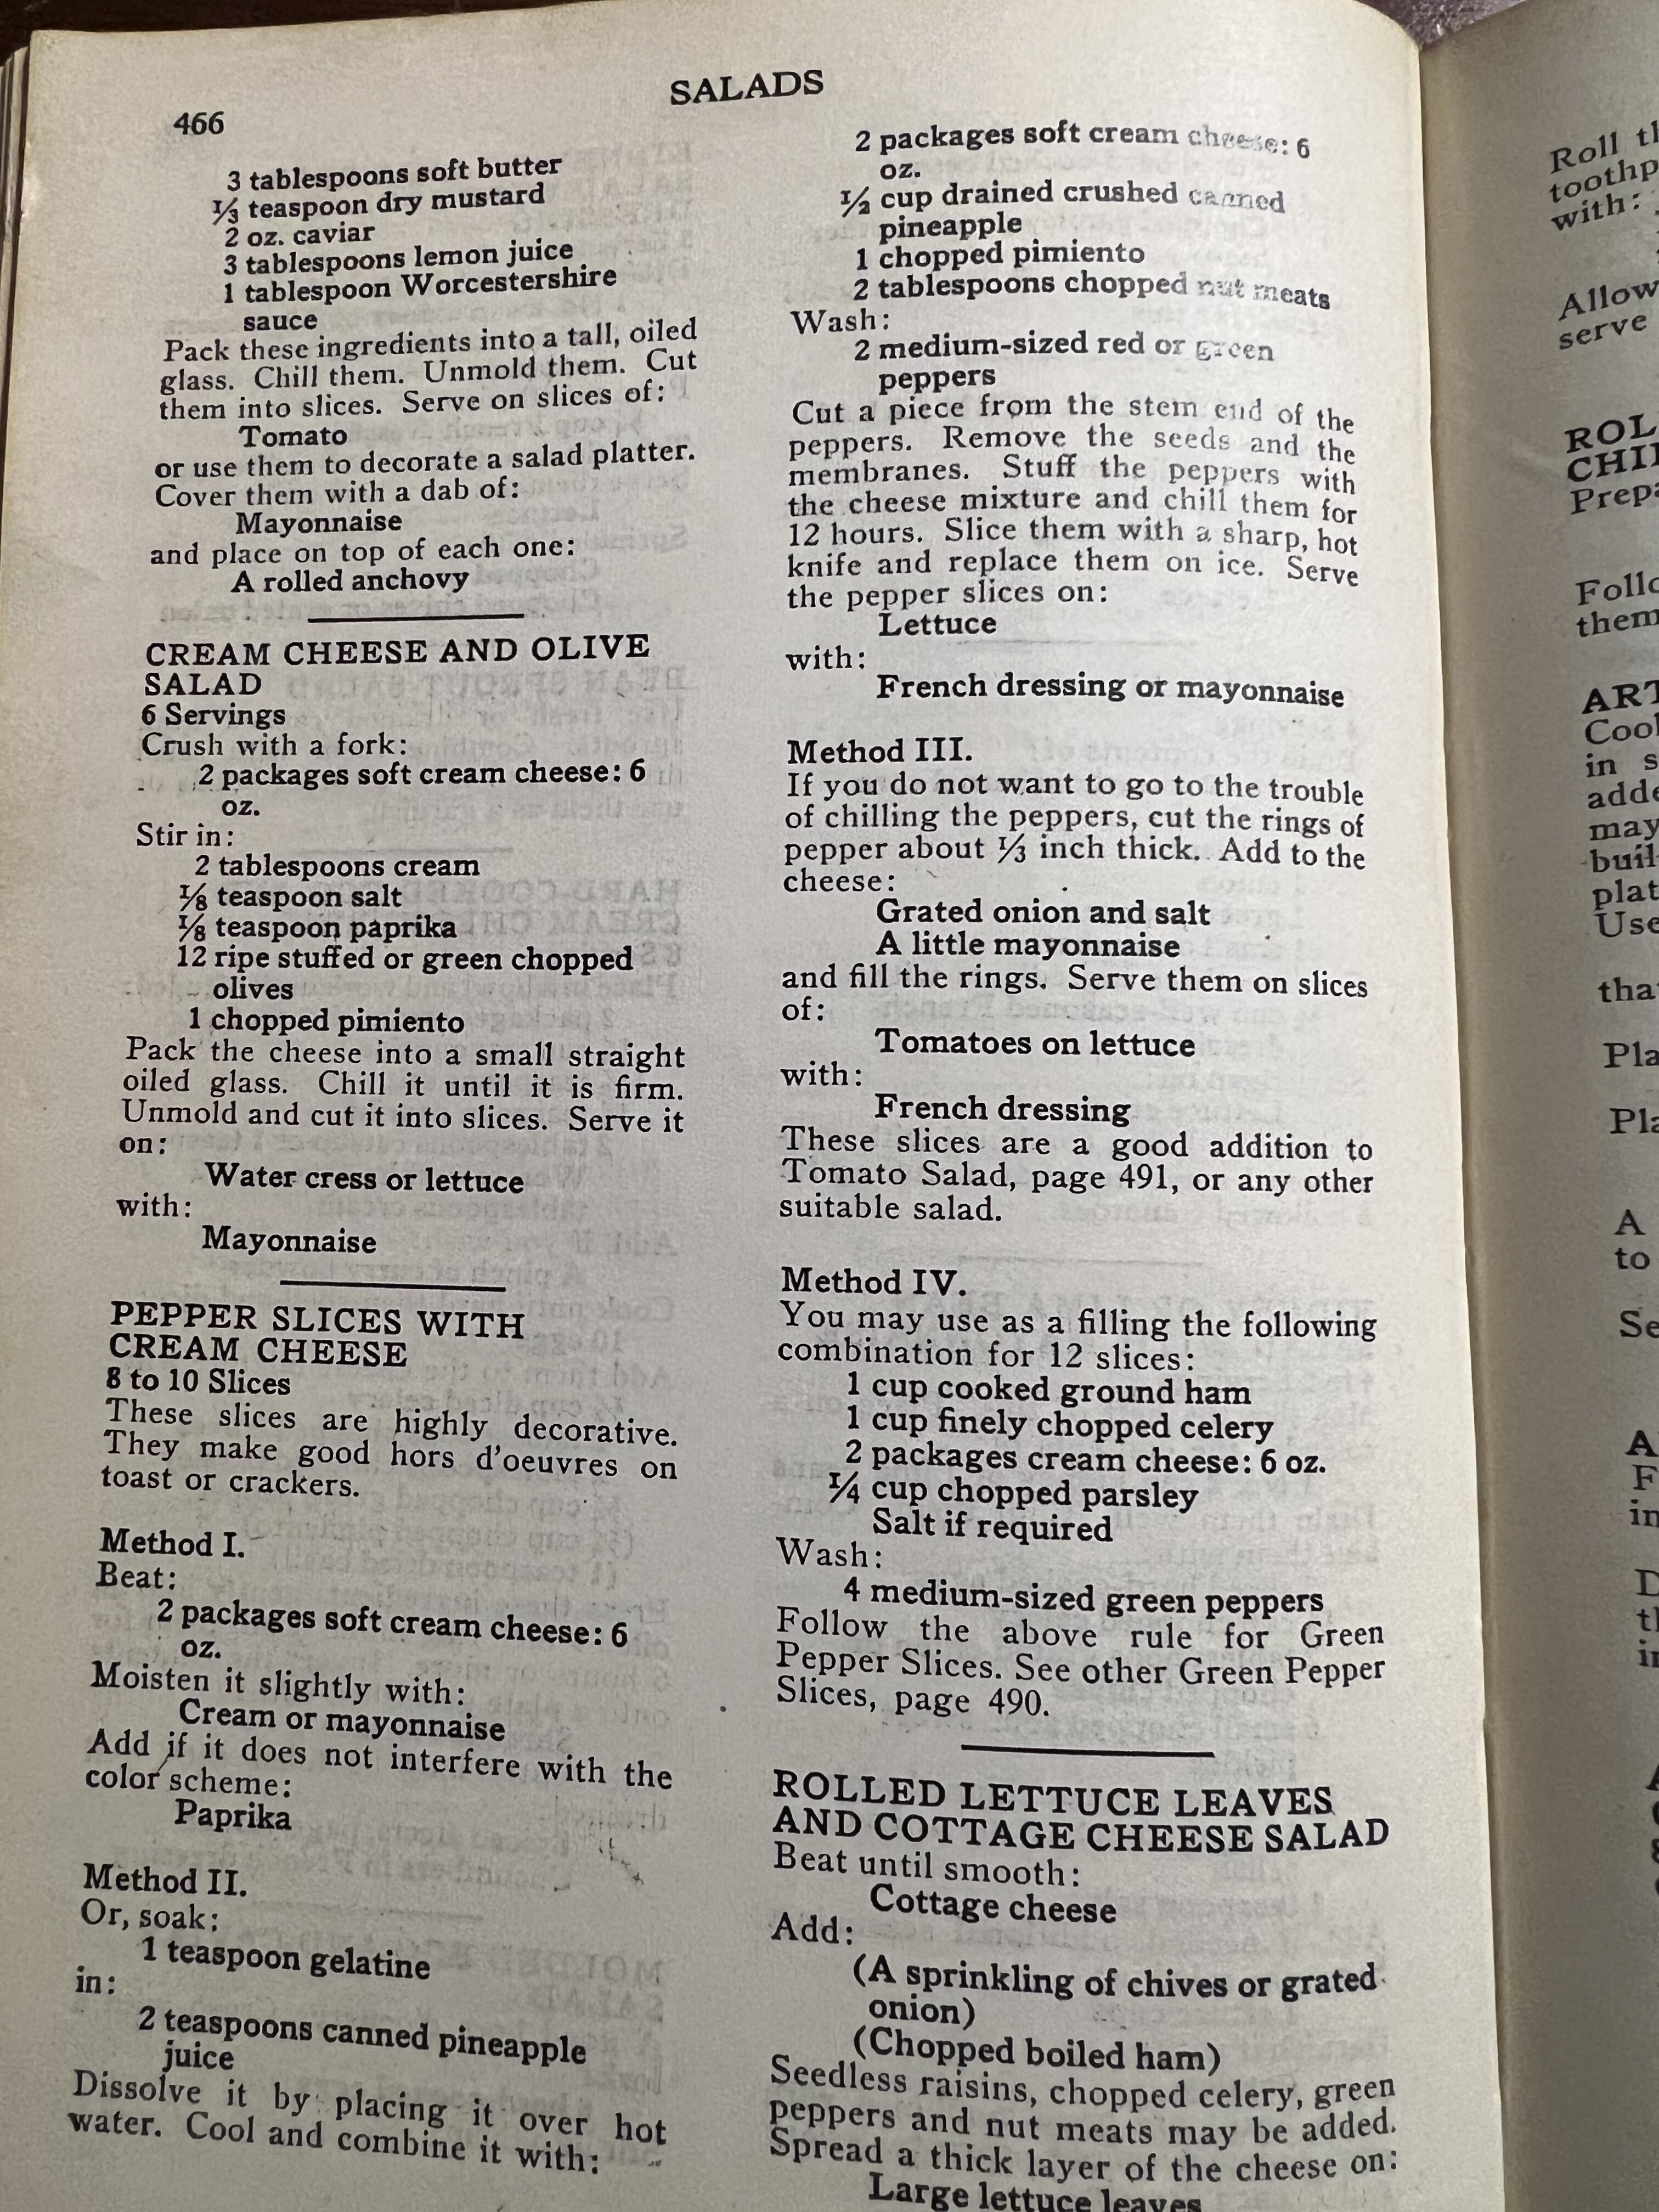 466
SALADS
3 tablespoons soft butter
⅓ teaspoon dry mustard
2 oz. caviar
3 tablespoons lemon juice
1 tablespoon Worcestershire
sauce
Pack these ingredients into a tall, oiled
glass. Chill them. Unmold them. Cut
them into slices. Serve on slices of:
Tomato
or use them to decorate a salad platter.
Cover them with a dab of:
Mayonnaise
and place on top of each one:
A rolled anchovy
CREAM CHEESE AND OLIVE
SALAD
6 Servings
Crush with a fork:
2 packages soft cream cheese: 6
oz.
Stir in:
2 tablespoons cream
⅛ teaspoon salt
⅛ teaspoon paprika
12 ripe stuffed or green chopped
olives
1 chopped pimiento
Pack the cheese into a small straight
oiled glass. Chill it until it is firm.
Unmold and cut it into slices. Serve it
on:
Water cress or lettuce
with:
Mayonnaise
PEPPER SLICES WITH
CREAM CHEESE
8 to 10 Slices
These slices are highly decorative.
They make good hors d'oeuvres on
toast or crackers.
Method I.
Beat:
2 packages soft cream cheese: 6
oz.
Moisten it slightly with:
Cream or mayonnaise
Add if it does not interfere with the
color scheme:
Paprika
Method II.
Or, soak:
1 teaspoon gelatine
in:
2 teaspoons canned pineapple
juice
Dissolve it by placing it over hot
water. Cool and combine it with:
2 packages soft cream cheese: 6
oz.
½ cup drained crushed canned
pineapple
1 chopped pimiento
2 tablespoons chopped nut meats
Wash:
2 medium-sized red or green
peppers
Cut a piece from the stem end of the
peppers. Remove the seeds and the
membranes. Stuff the peppers with
the cheese mixture and chill them for
12 hours. Slice them with a sharp, hot
knife and replace them on ice. Serve
the pepper slices on:
Lettuce
with:
French dressing or mayonnaise
Method III.
If you do not want to go to the trouble
of chilling the peppers, cut the rings of
pepper about ⅓ inch thick. Add to the
cheese:
Grated onion and salt
A little mayonnaise
and fill the rings. Serve them on slices
of:
Tomatoes on lettuce
with:
French dressing
These slices are a good addition to
Tomato Salad, page 491, or any other
suitable salad.
Method IV.
You may use as a filling the following
combination for 12 slices:
1 cup cooked ground ham
1 cup finely chopped celery
2 packages cream cheese: 6 oz.
¼ cup chopped parsley
Salt if required
Wash:
4 medium-sized green peppers
Follow the above rule for Green
Pepper Slices. See other Green Pepper
Slices, page 490.
ROLLED LETTUCE LEAVES
AND COTTAGE CHEESE SALAD
Beat until smooth:
Cottage cheese
Add:
(A sprinkling of chives or grated
onion)
(Chopped boiled ham)
Seedless raisins, chopped celery, green
peppers and nut meats may be added.
Spread a thick layer of the cheese on:
Large lettuce leaves
Roll
with:
Allow
serve
in
A
to
A
in